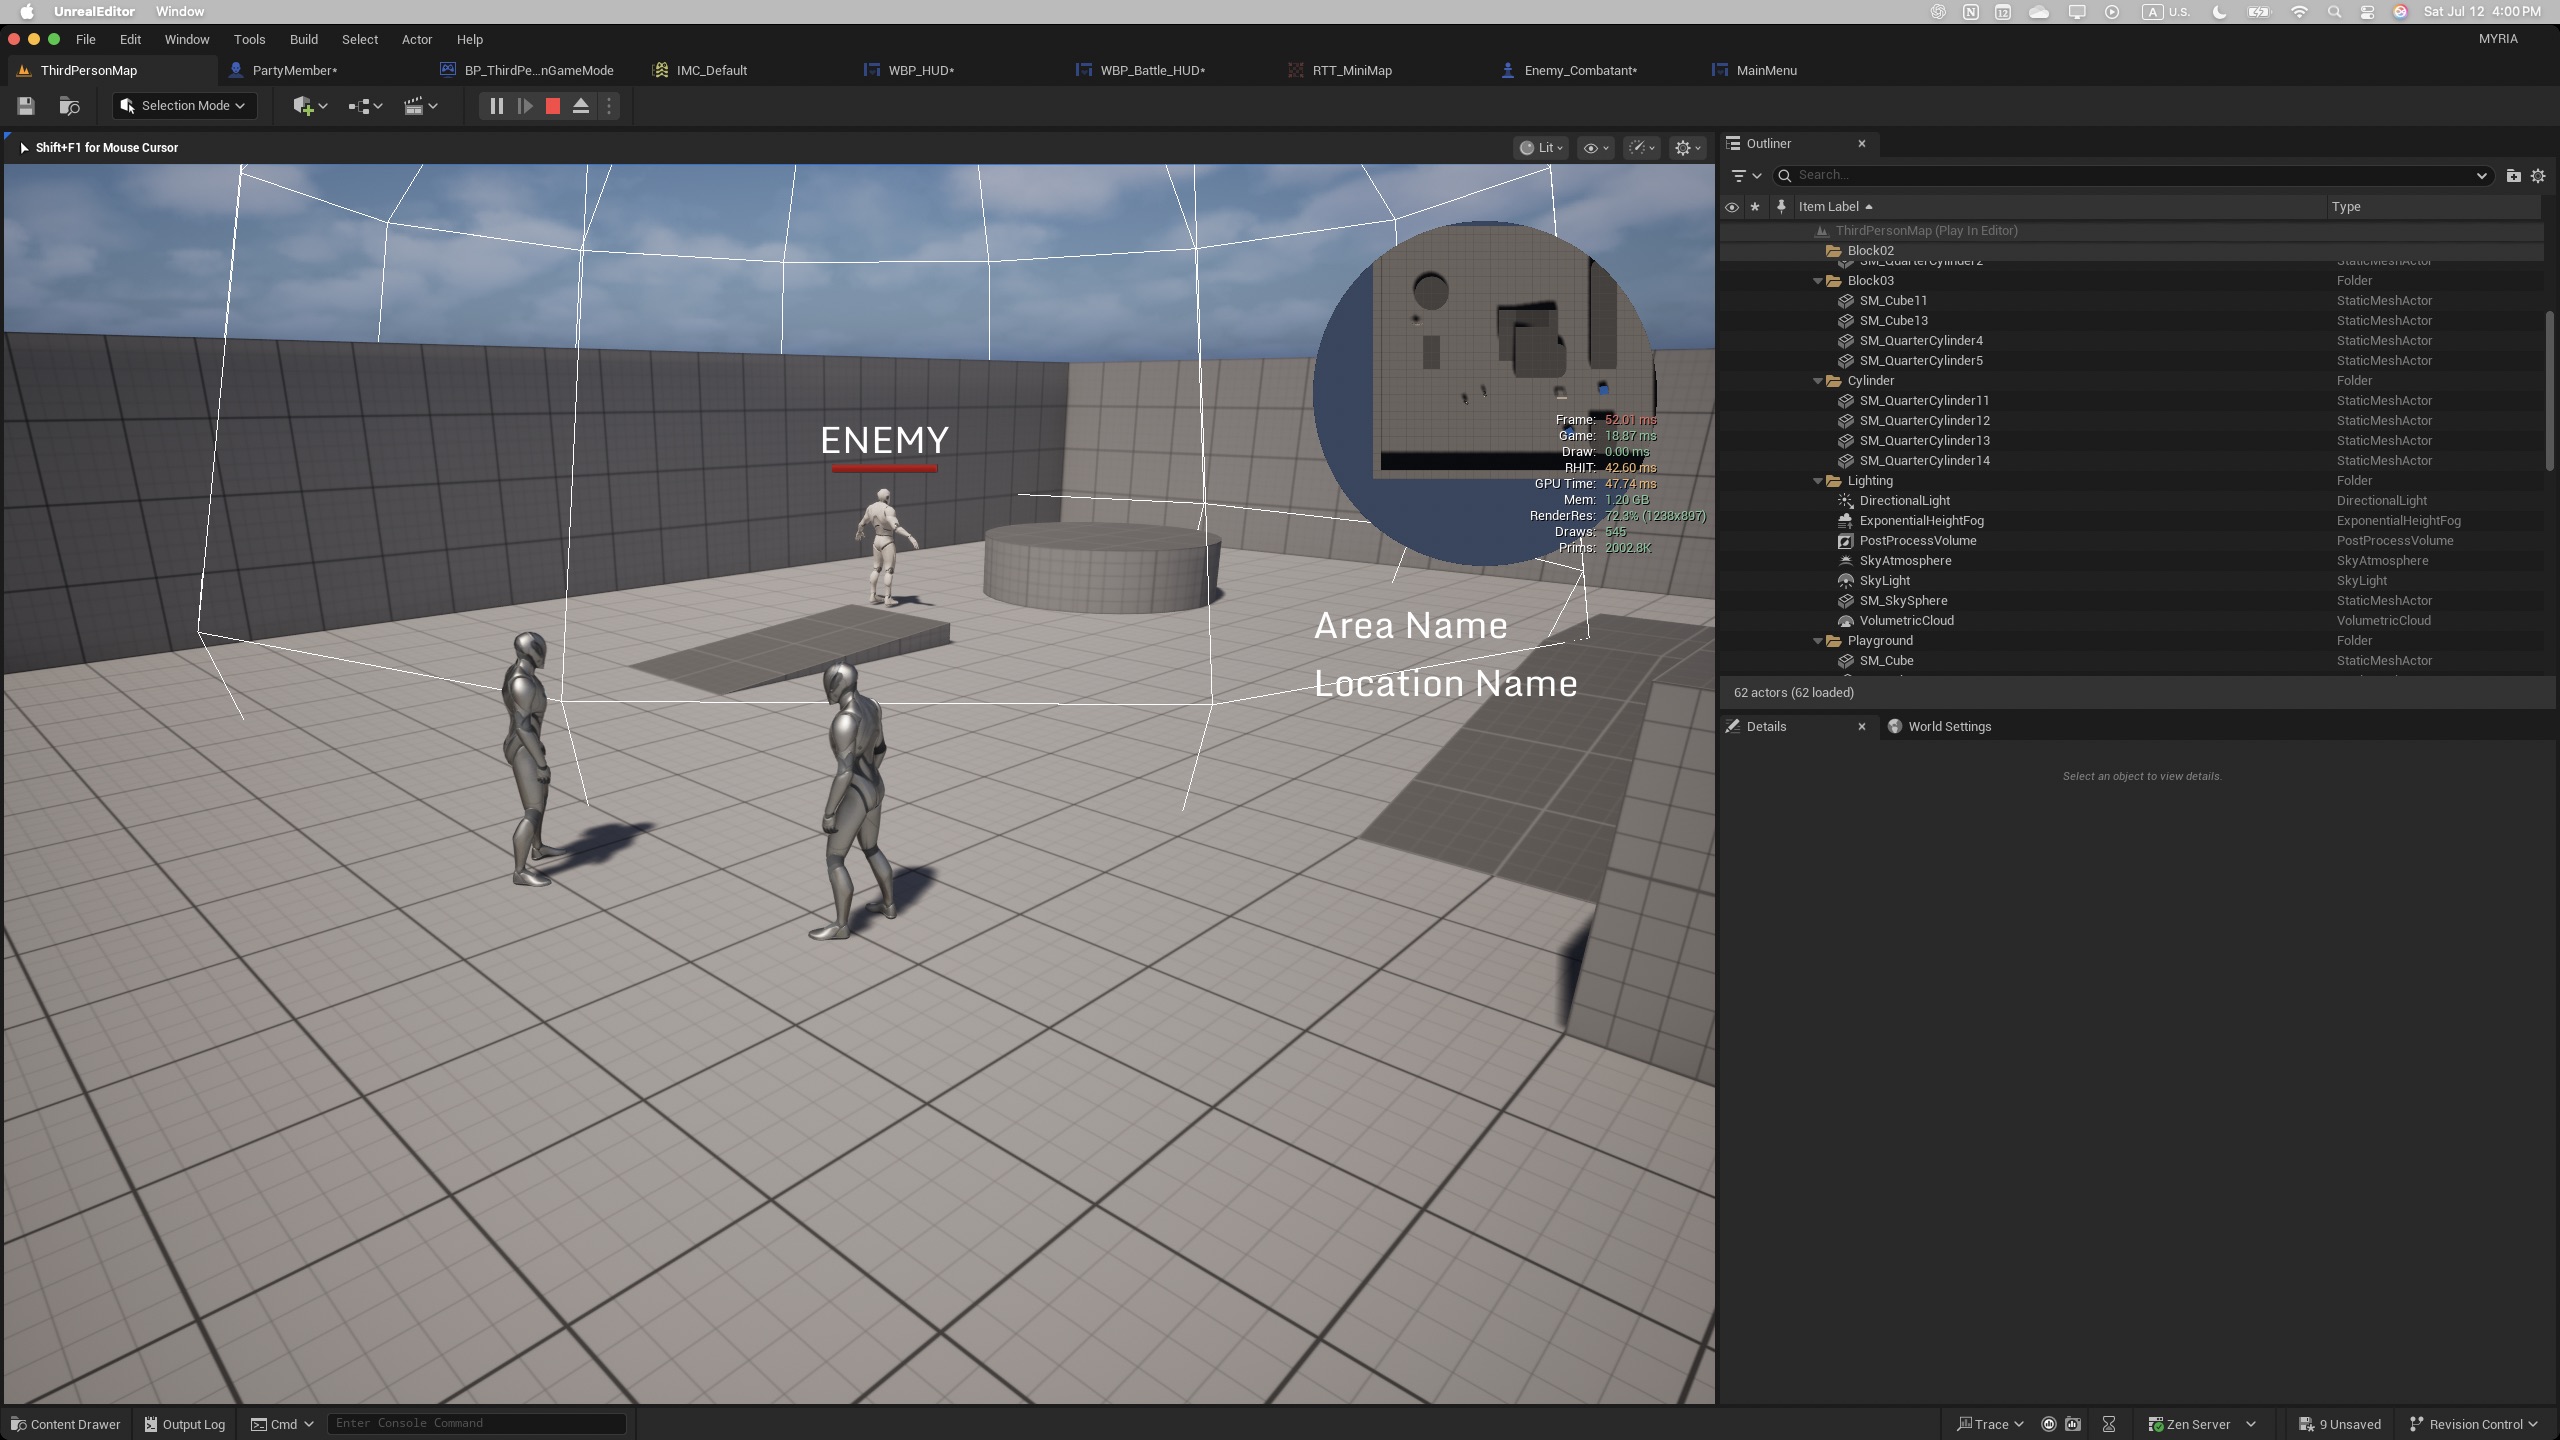 UnrealEditor Window
A U.S. Sat Jul 12 4:00 PM
File Edit Window Tools Build Select Actor Help MYRIA
ThirdPersonMap PartyMember* BP_ThirdPe...nGameMode IMC_Default WBP_HUD* WBP_Battle_HUD* RTT_MiniMap Enemy_Combatant* MainMenu
Selection Mode
Shift+F1 for Mouse Cursor
Lit
ENEMY
Frame: 52.01 ms
Game: 18.87 ms
Draw: 0.00 ms
RHIT: 42.60 ms
GPU Time: 47.74 ms
Mem: 1.20 GB
RenderRes: 72.3% (1238x897)
Draws: 545
Prims: 2002.8K
Area Name
Location Name
Outliner
Search...
Item Label Type
ThirdPersonMap (Play In Editor)
Block02
SM_QuarterCylinder2 StaticMeshActor
Block03 Folder
SM_Cube11 StaticMeshActor
SM_Cube13 StaticMeshActor
SM_QuarterCylinder4 StaticMeshActor
SM_QuarterCylinder5 StaticMeshActor
Cylinder Folder
SM_QuarterCylinder11 StaticMeshActor
SM_QuarterCylinder12 StaticMeshActor
SM_QuarterCylinder13 StaticMeshActor
SM_QuarterCylinder14 StaticMeshActor
Lighting Folder
DirectionalLight DirectionalLight
ExponentialHeightFog ExponentialHeightFog
PostProcessVolume PostProcessVolume
SkyAtmosphere SkyAtmosphere
SkyLight SkyLight
SM_SkySphere StaticMeshActor
VolumetricCloud VolumetricCloud
Playground Folder
SM_Cube StaticMeshActor
62 actors (62 loaded)
Details World Settings
Select an object to view details.
Content Drawer Output Log Cmd Enter Console Command Trace Zen Server 9 Unsaved Revision Control